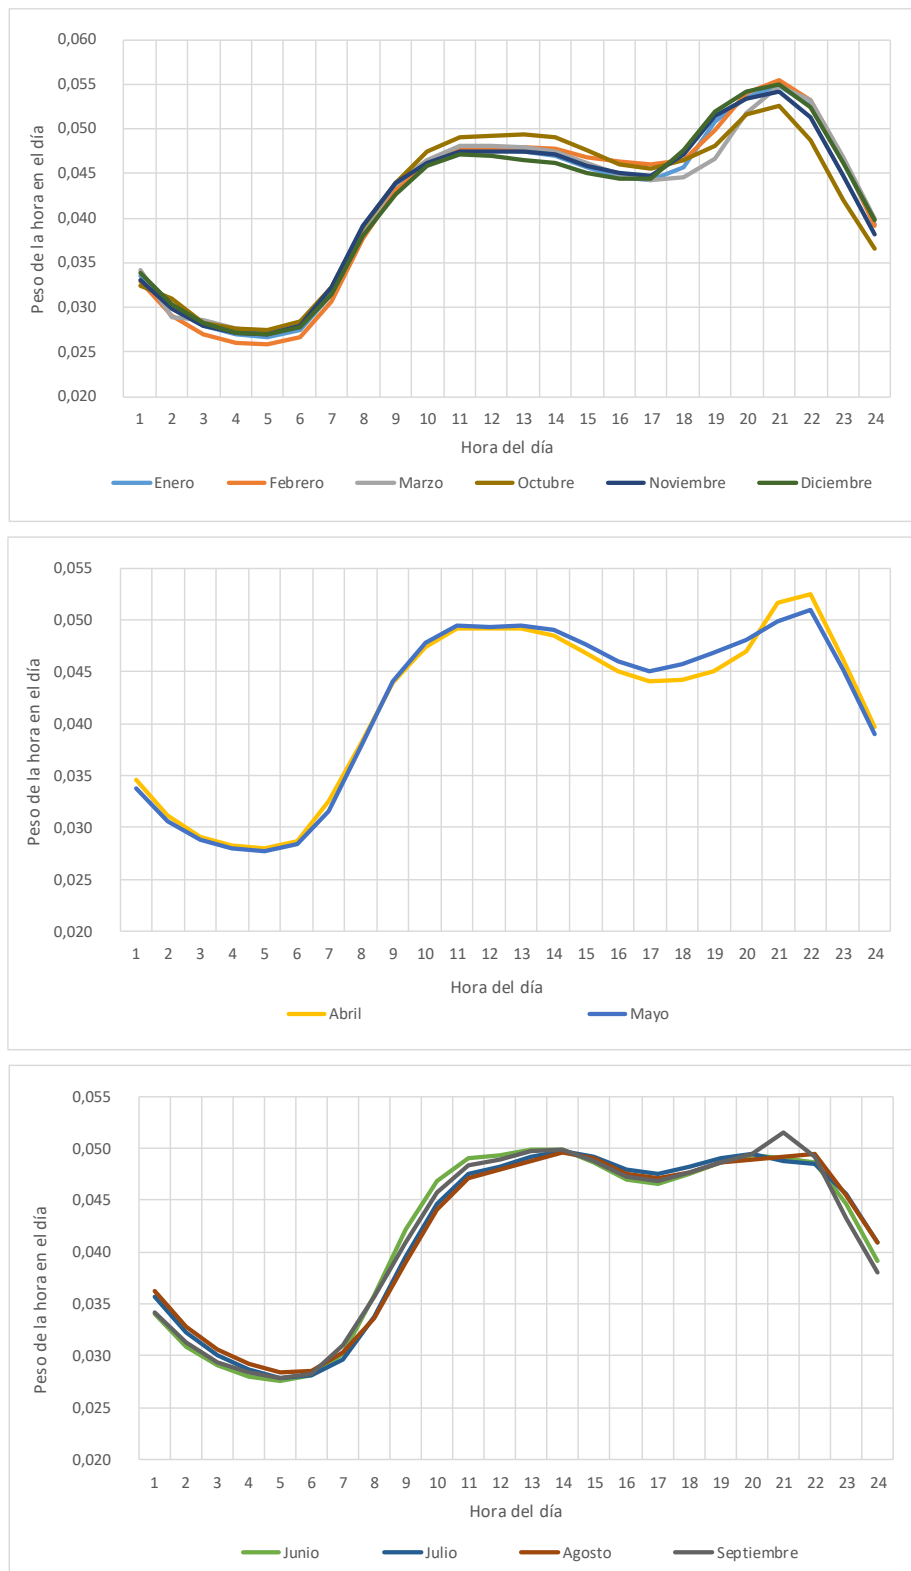 0,060
0,055
0,050
0,045
0,040
0,035
0,030
0,025
0,020
Peso de la hora en el día
1 2 3 4 5 6 7 8 9 10 11 12 13 14 15 16 17 18 19 20 21 22 23 24
Hora del día
Enero Febrero Marzo Octubre Noviembre Diciembre
0,055
0,050
0,045
0,040
0,035
0,030
0,025
0,020
Peso de la hora en el día
1 2 3 4 5 6 7 8 9 10 11 12 13 14 15 16 17 18 19 20 21 22 23 24
Hora del día
Abril Mayo
0,055
0,050
0,045
0,040
0,035
0,030
0,025
0,020
Peso de la hora en el día
1 2 3 4 5 6 7 8 9 10 11 12 13 14 15 16 17 18 19 20 21 22 23 24
Hora del día
Junio Julio Agosto Septiembre